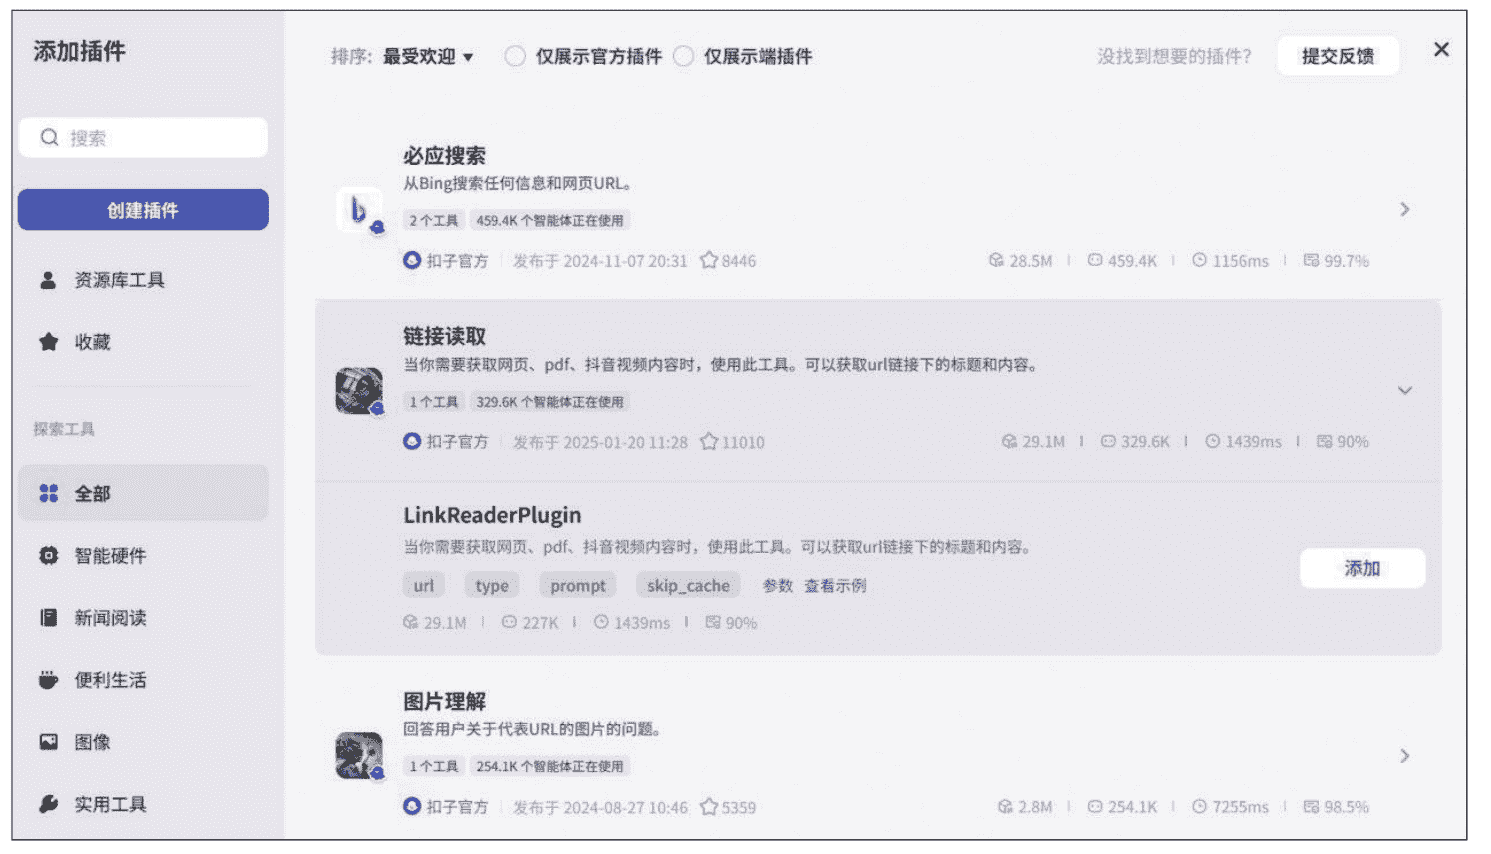 添加插件
搜索
创建插件
资源库工具
收藏
探索工具
全部
智能硬件
新闻阅读
便利生活
图像
实用工具
排序: 最受欢迎 仅展示官方插件 仅展示端插件 没找到想要的插件? 提交反馈
必应搜索
从Bing搜索任何信息和网页URL。
2 个工具 459.4K 个智能体正在使用
扣子官方 发布于 2024-11-07 20:31 8446 28.5M 459.4K 1156ms 99.7%
链接读取
当你需要获取网页、pdf、抖音视频内容时，使用此工具。可以获取url链接下的标题和内容。
1 个工具 329.6K 个智能体正在使用
扣子官方 发布于 2025-01-20 11:28 11010 29.1M 329.6K 1439ms 90%
LinkReaderPlugin
当你需要获取网页、pdf、抖音视频内容时，使用此工具。可以获取url链接下的标题和内容。
添加
url type prompt skip_cache 参数 查看示例
29.1M 227K 1439ms 90%
图片理解
回答用户关于代表URL的图片的问题。
1 个工具 254.1K 个智能体正在使用
扣子官方 发布于 2024-08-27 10:46 5359 2.8M 254.1K 7255ms 98.5%